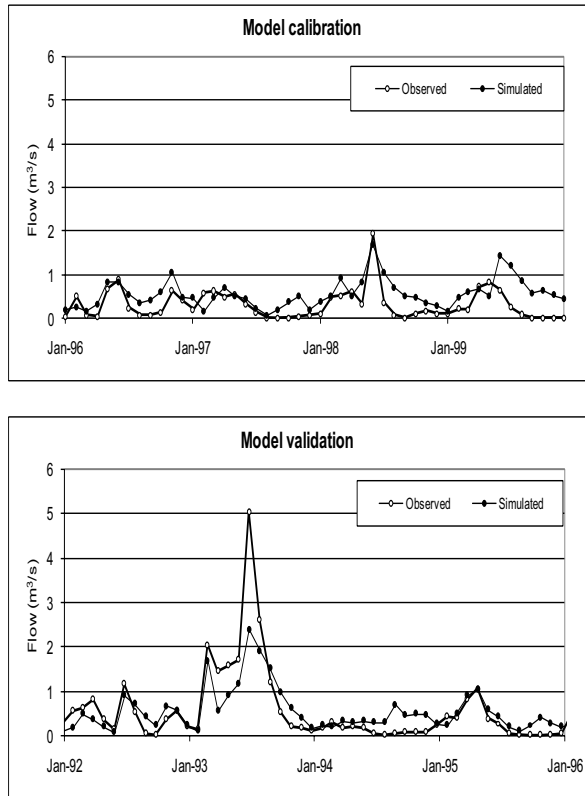 Model calibration
6
5
4
3
2
1
0
Flow (m³/s)
Observed
Simulated
Jan-96
Jan-97
Jan-98
Jan-99
Model validation
6
5
4
3
2
1
0
Flow (m³/s)
Observed
Simulated
Jan-92
Jan-93
Jan-94
Jan-95
Jan-96